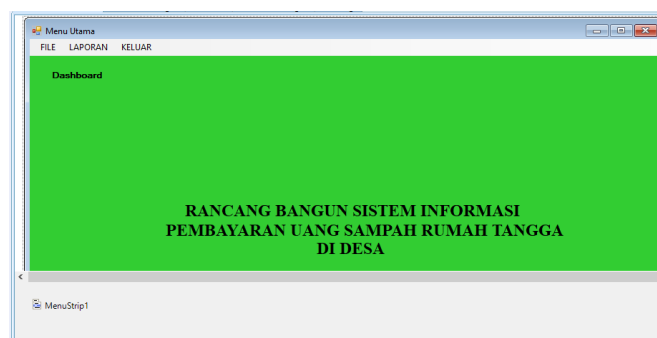 Menu Utama
FILE LAPORAN KELUAR
Dashboard
RANCANG BANGUN SISTEM INFORMASI
PEMBAYARAN UANG SAMPAH RUMAH TANGGA
DI DESA
MenuStrip1